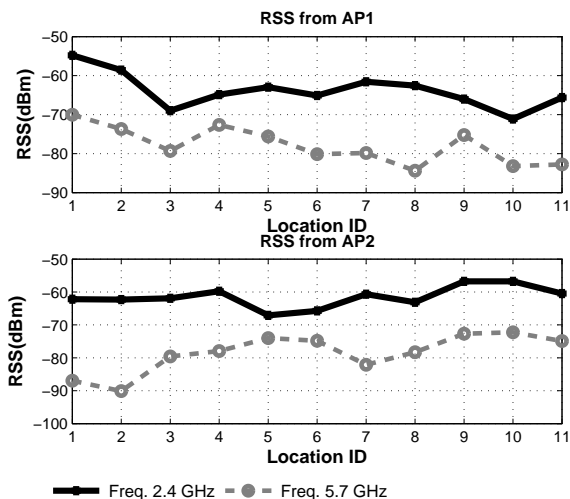 RSS from AP1
RSS(dBm)
−50
−60
−70
−80
−90
1 2 3 4 5 6 7 8 9 10 11
Location ID
RSS from AP2
RSS(dBm)
−50
−60
−70
−80
−90
−100
1 2 3 4 5 6 7 8 9 10 11
Location ID
Freq. 2.4 GHz Freq. 5.7 GHz